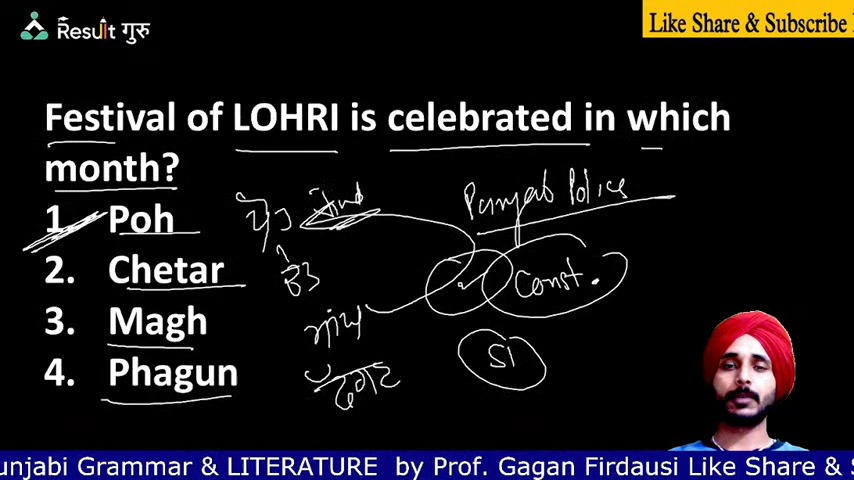 Result गुरु
Like Share & Subscribe
Festival of LOHRI is celebrated in which
month?
1. Poh
2. Chetar
3. Magh
4. Phagun
Punjab Police
Const.
SI
unjabi Grammar & LITERATURE by Prof. Gagan Firdausi Like Share & S